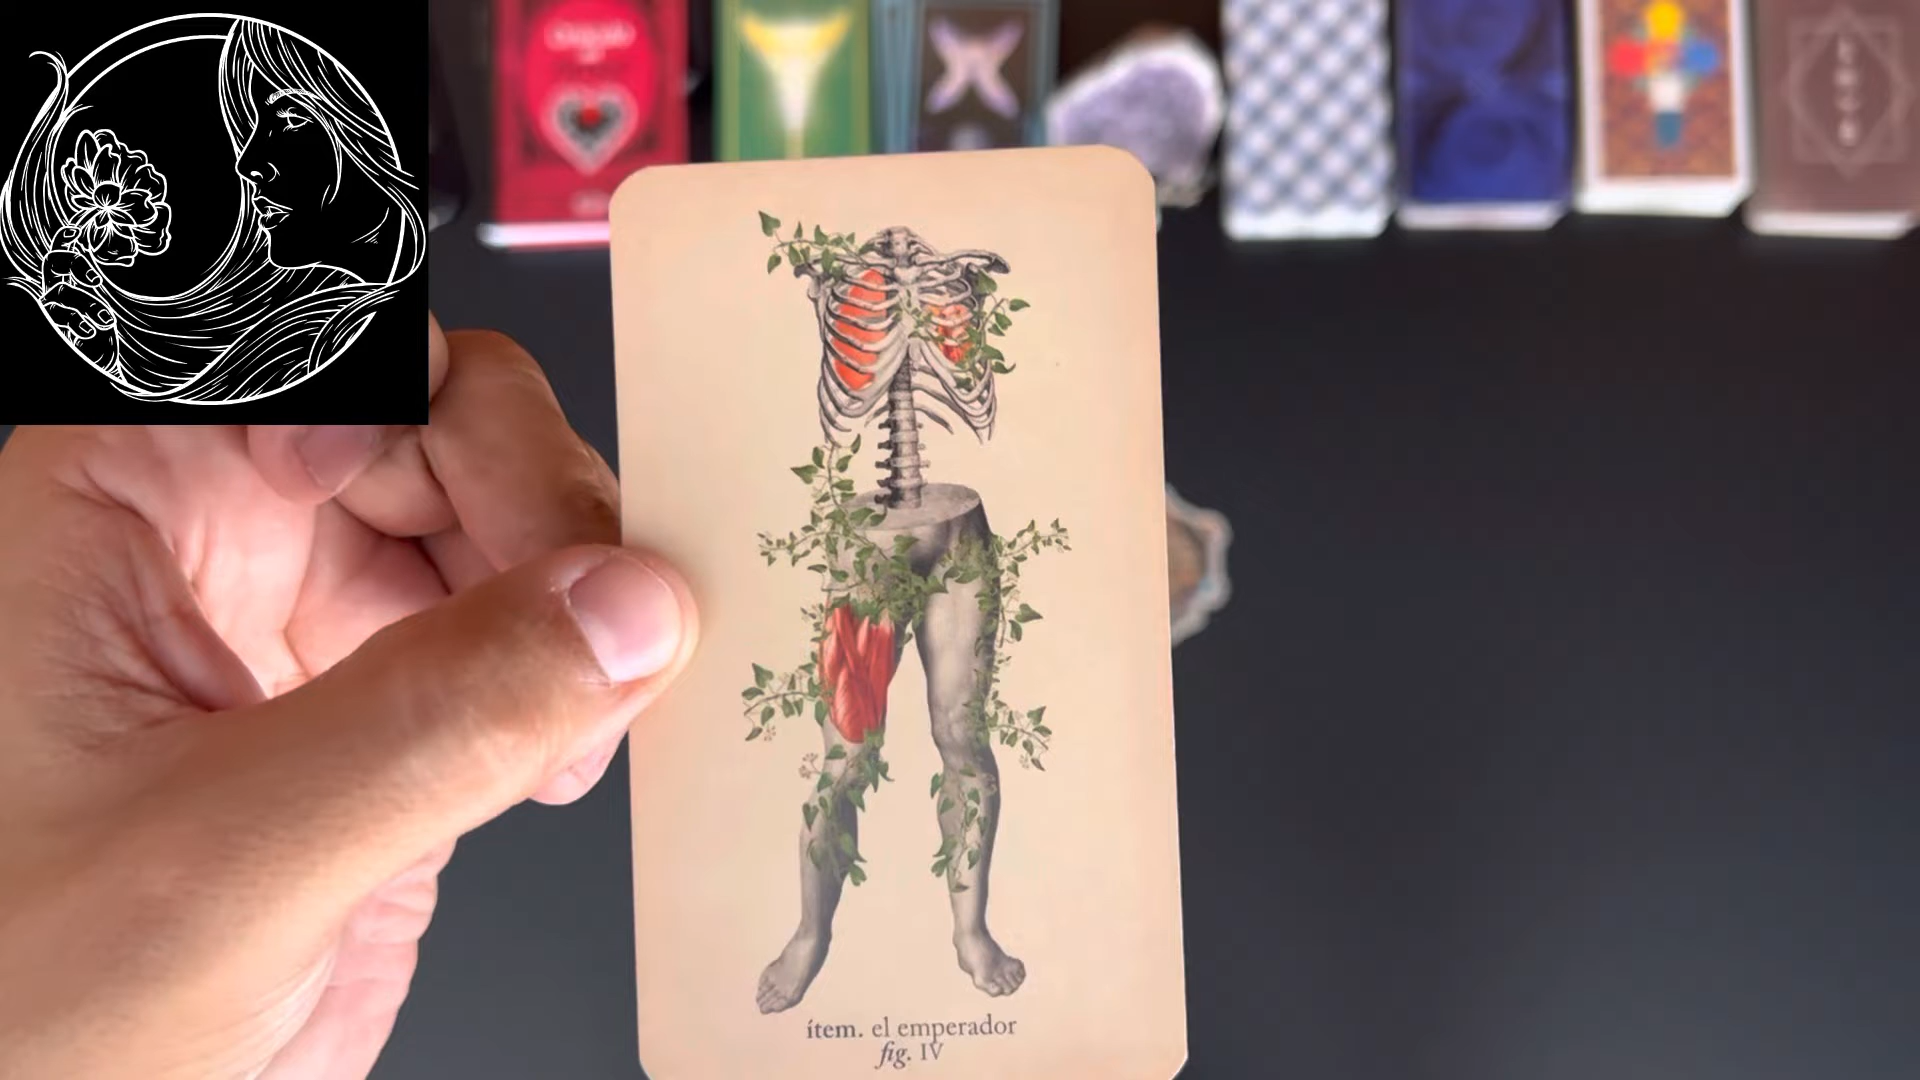 ítem. el emperador
fig. IV